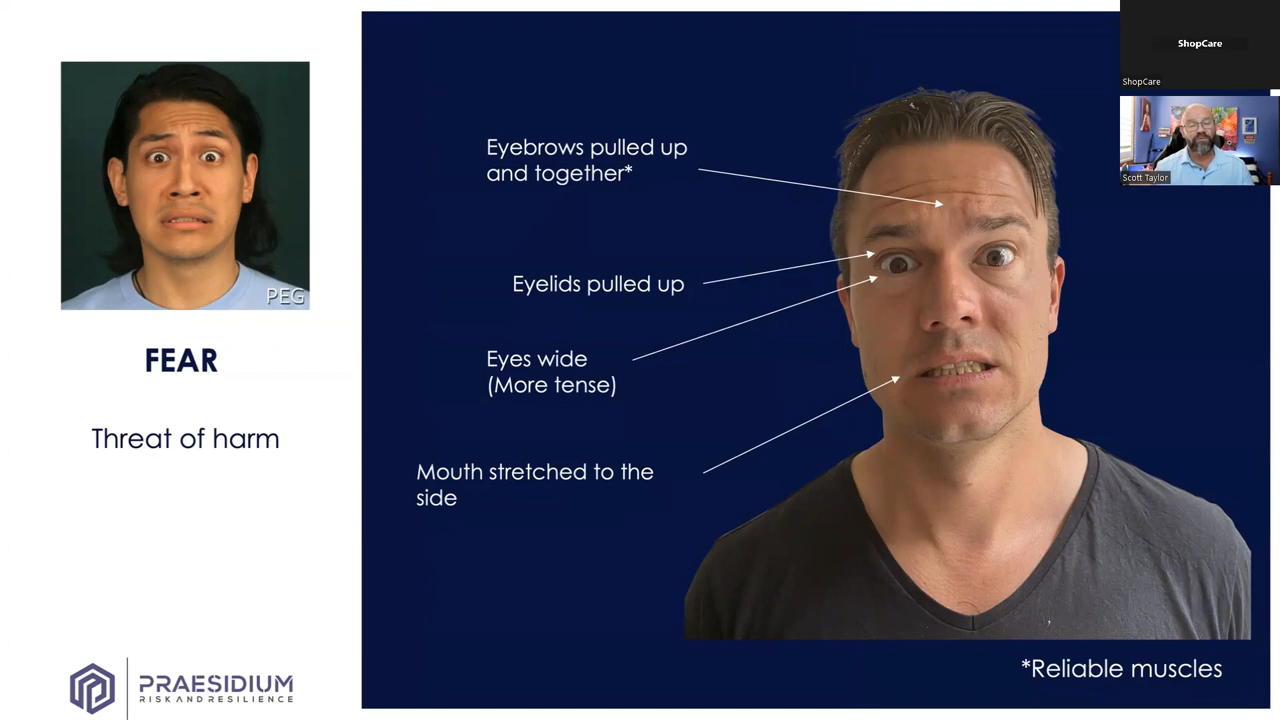 PEG
FEAR
Threat of harm
PRAESIDIUM
RISK AND RESILIENCE
Eyebrows pulled up
and together*
Eyelids pulled up
Eyes wide
(More tense)
Mouth stretched to the
side
*Reliable muscles
ShopCare
ShopCare
Scott Taylor